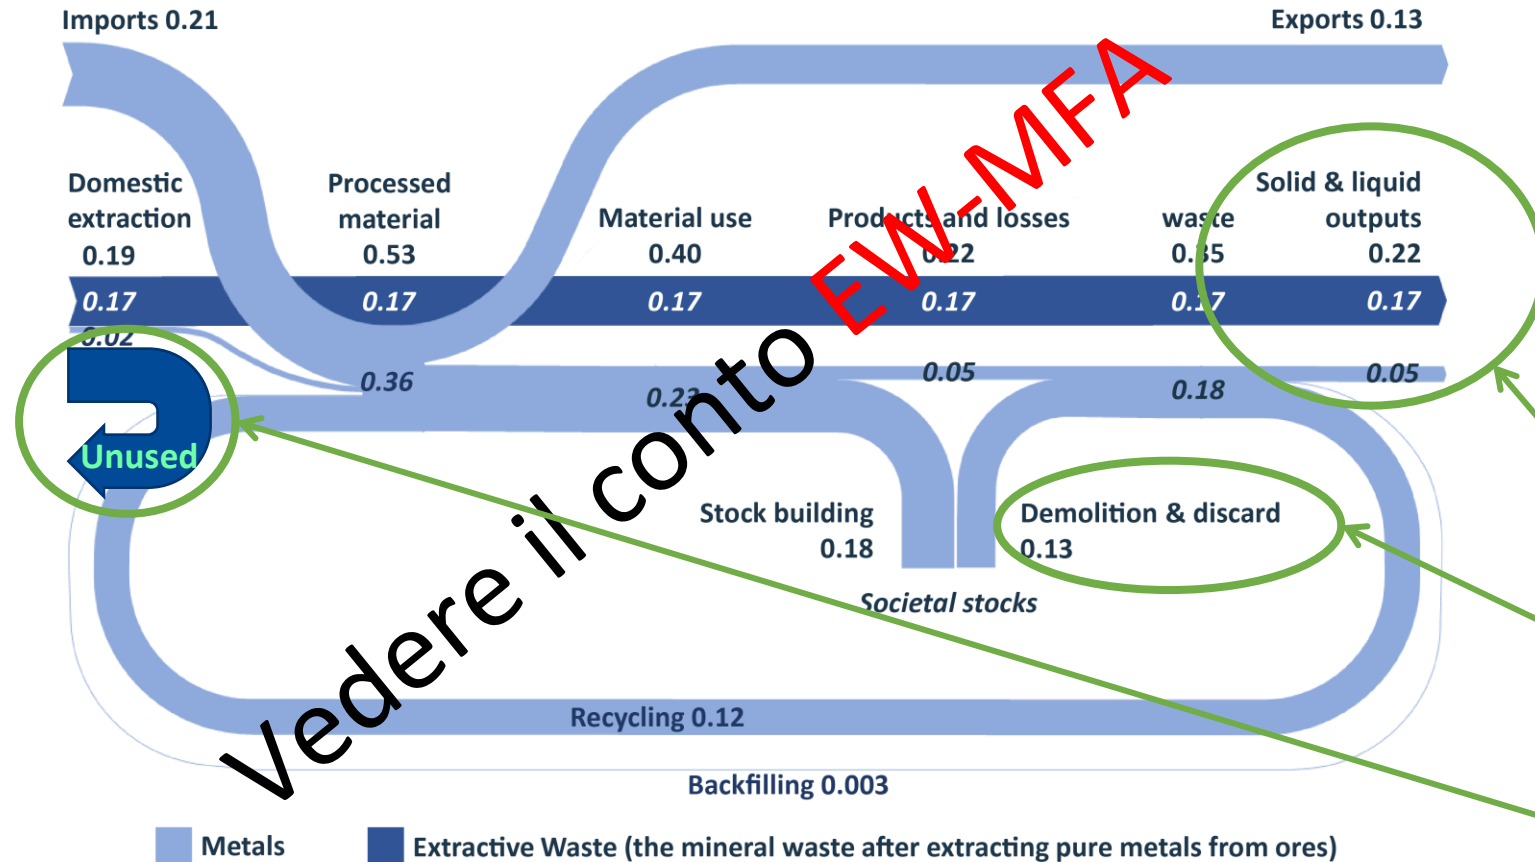 Imports 0.21
Exports 0.13
Domestic
extraction
0.19
Processed
material
0.53
Material use
0.40
Products and losses
0.22
waste
0.35
Solid & liquid
outputs
0.22
0.17
0.17
0.17
0.17
0.17
0.17
0.02
0.36
0.23
0.05
0.18
0.05
Unused
Stock building
0.18
Demolition & discard
0.13
Societal stocks
Recycling 0.12
Backfilling 0.003
Vedere il conto EW-MFA
Metals
Extractive Waste (the mineral waste after extracting pure metals from ores)